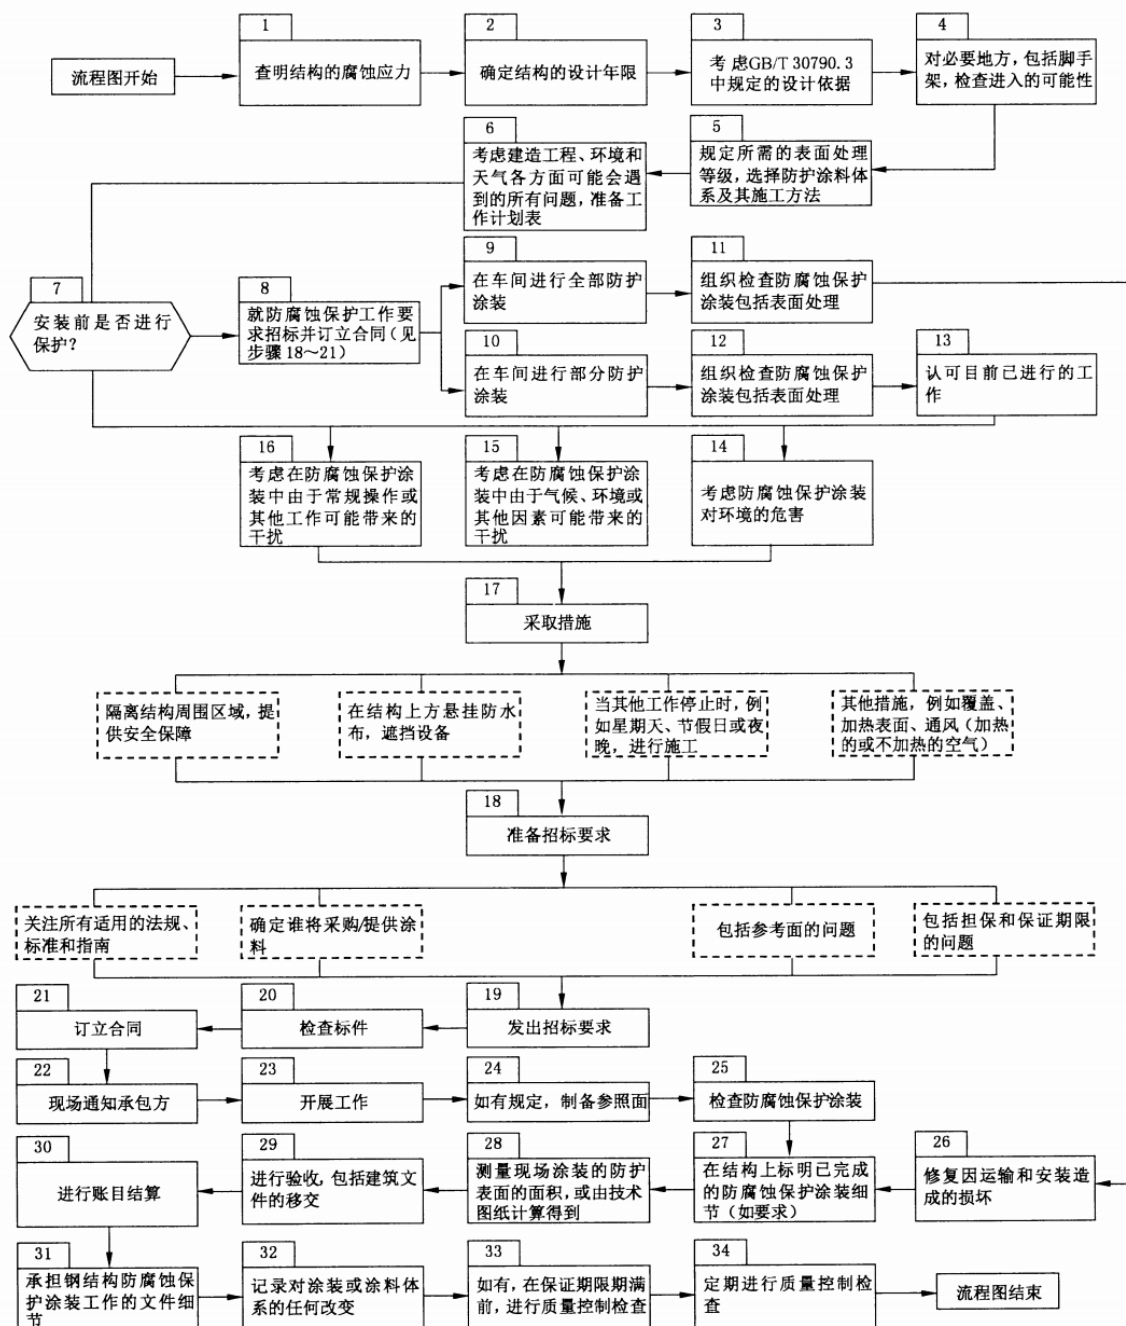 流程图开始
1
查明结构的腐蚀应力
2
确定结构的设计年限
3
考虑GB/T 30790.3
中规定的设计依据
4
对必要地方，包括脚手
架，检查进入的可能性
5
规定所需的表面处理
等级，选择防护涂料体
系及其施工方法
6
考虑建造工程、环境和
天气各方面可能会遇
到的所有问题，准备工
作计划表
7
安装前是否进行
保护？
8
就防腐蚀保护工作要
求招标并订立合同（见
步骤18～21）
9
在车间进行全部防护
涂装
10
在车间进行部分防护
涂装
11
组织检查防腐蚀保护
涂装包括表面处理
12
组织检查防腐蚀保护
涂装包括表面处理
13
认可目前已进行的工
作
16
考虑在防腐蚀保护涂
装中由于常规操作或
其他工作可能带来的
干扰
15
考虑在防腐蚀保护涂
装中由于气候、环境或
其他因素可能带来的
干扰
14
考虑防腐蚀保护涂装
对环境的危害
17
采取措施
隔离结构周围区域，提
供安全保障
在结构上方悬挂防水
布，遮挡设备
当其他工作停止时，例
如星期天、节假日或夜
晚，进行施工
其他措施，例如覆盖、
加热表面、通风（加热
的或不加热的空气）
18
准备招标要求
关注所有适用的法规、
标准和指南
确定谁将采购/提供涂
料
包括参考面的问题
包括担保和保证期限
的问题
19
发出招标要求
20
检查标件
21
订立合同
22
现场通知承包方
23
开展工作
24
如有规定，制备参照面
25
检查防腐蚀保护涂装
26
修复因运输和安装造
成的损坏
27
在结构上标明已完成
的防腐蚀保护涂装细
节（如要求）
28
测量现场涂装的防护
表面的面积，或由技术
图纸计算得到
29
进行验收，包括建筑文
件的移交
30
进行账目结算
31
承担钢结构防腐蚀保
护涂装工作的文件细
节
32
记录对涂装或涂料体
系的任何改变
33
如有，在保证期限期满
前，进行质量控制检查
34
定期进行质量控制检
查
流程图结束